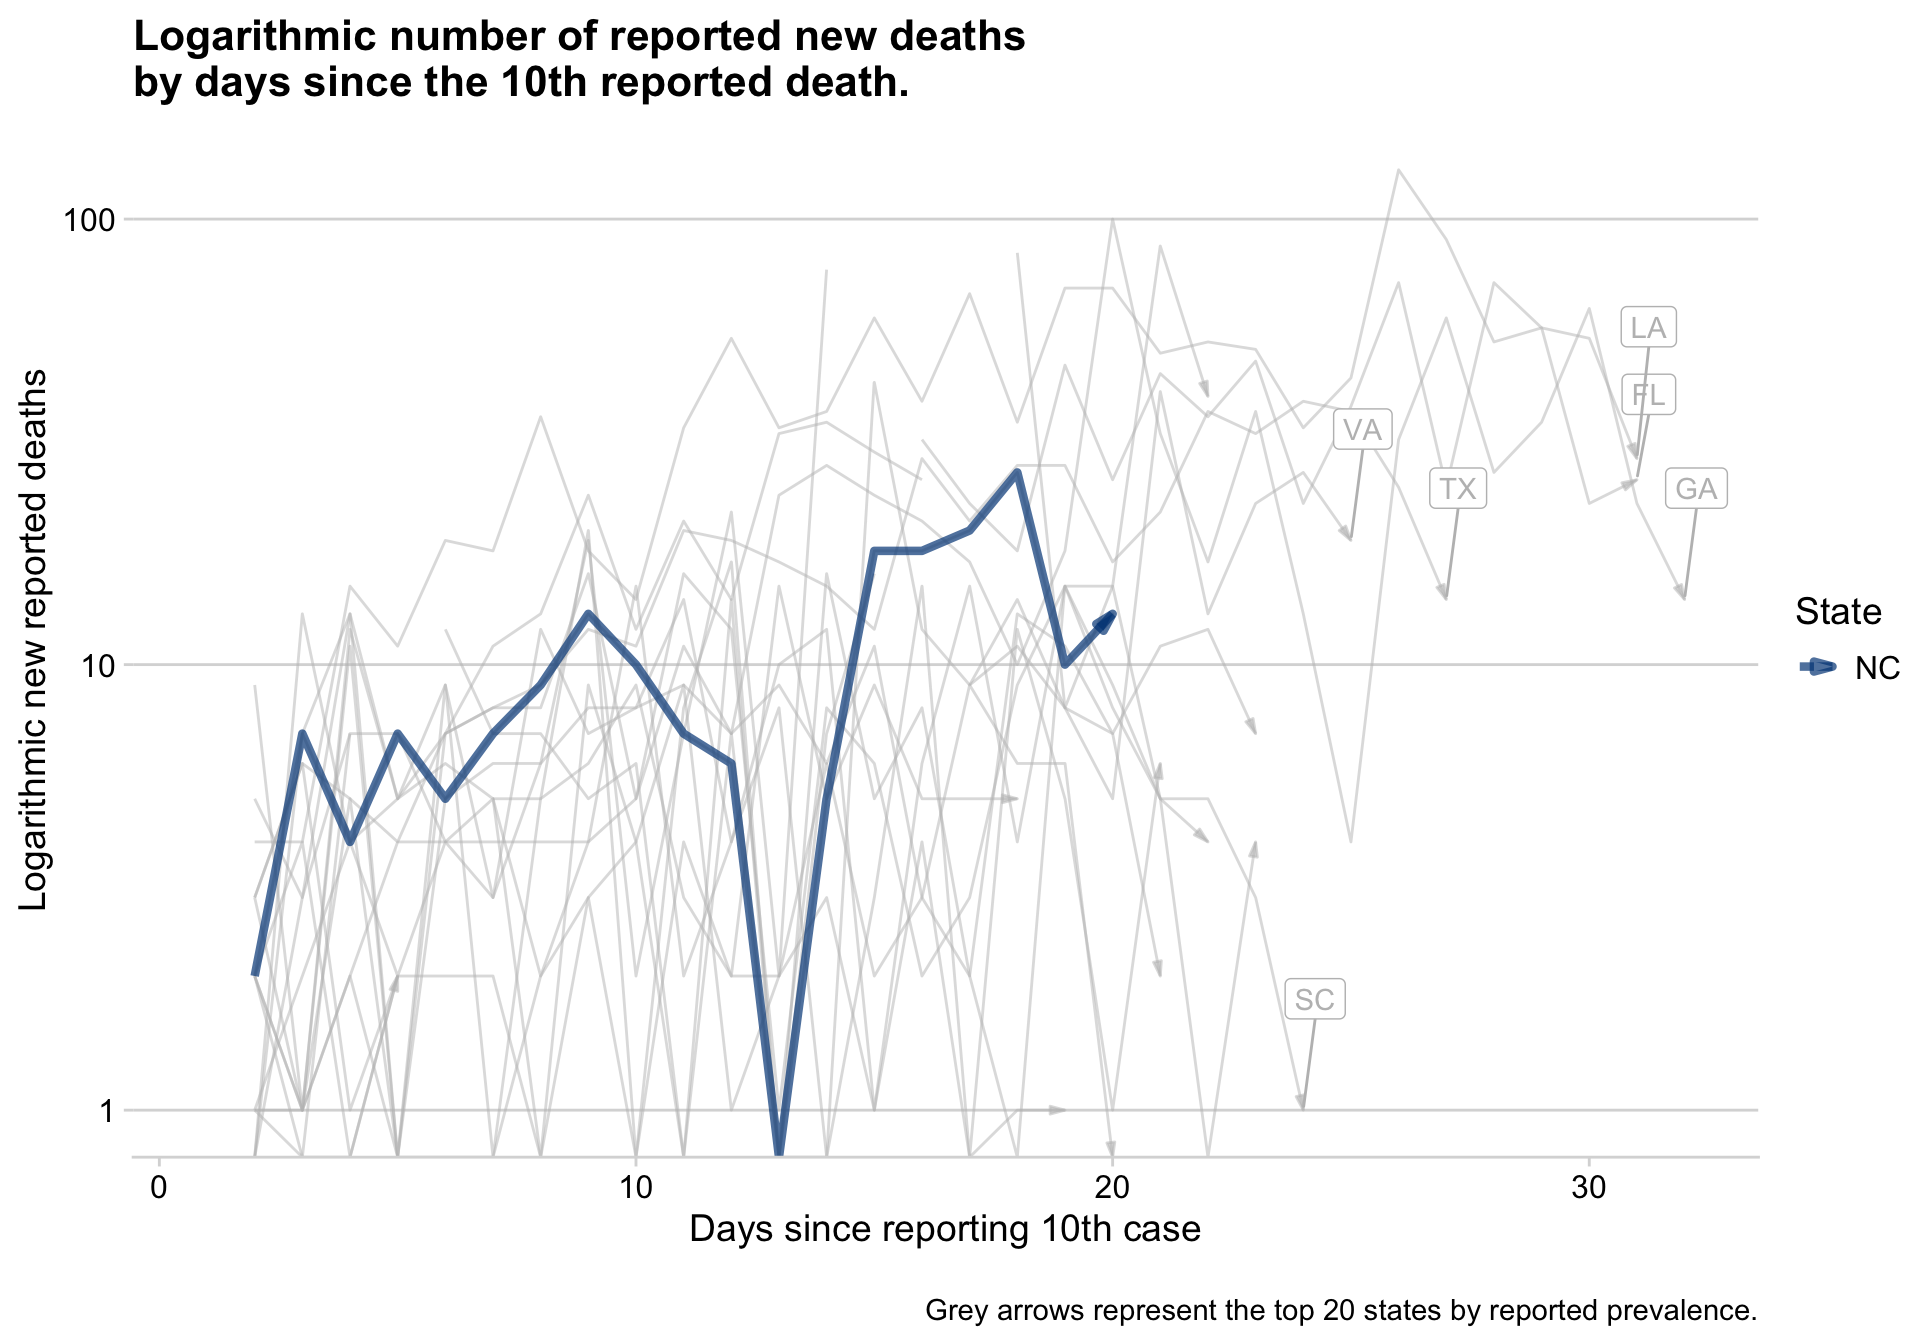 Logarithmic number of reported new deaths
by days since the 10th reported death.
Logarithmic new reported deaths
100
10
1
LA
FL
VA
TX
GA
SC
State
NC
0
10
20
30
Days since reporting 10th case
Grey arrows represent the top 20 states by reported prevalence.